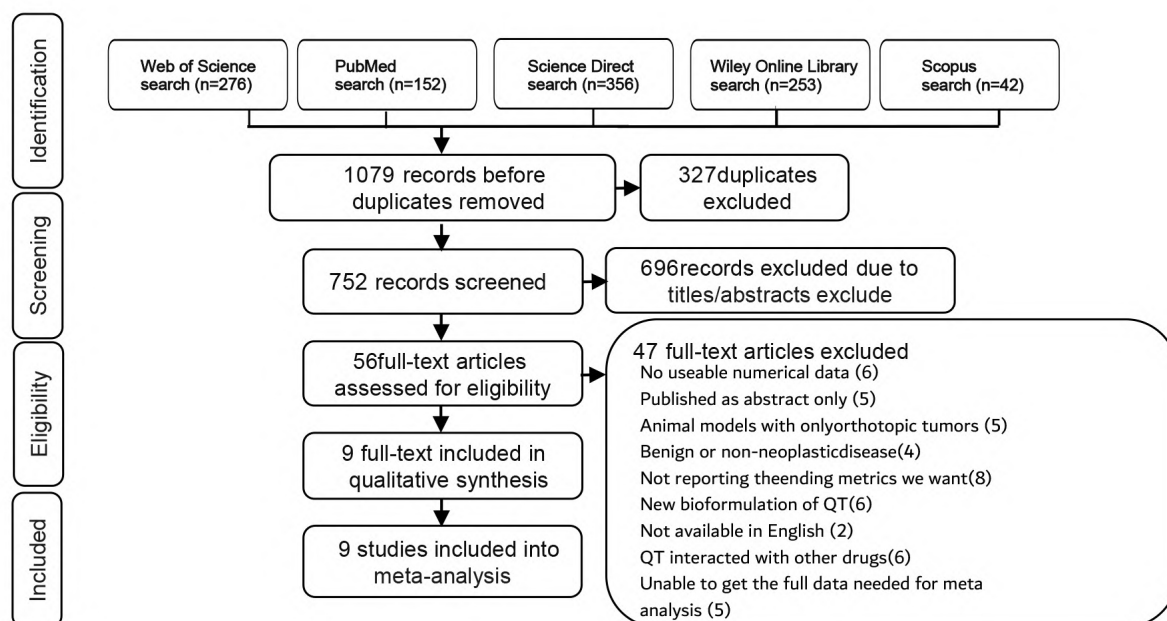 Identification
Web of Science
search (n=276)
PubMed
search (n=152)
Science Direct
search (n=356)
Wiley Online Library
search (n=253)
Scopus
search (n=42)
1079 records before
duplicates removed
327duplicates
excluded
Screening
752 records screened
696records excluded due to
titles/abstracts exclude
Eligibility
56full-text articles
assessed for eligibility
47 full-text articles excluded
No useable numerical data (6)
Published as abstract only (5)
Animal models with onlyorthotopic tumors (5)
Benign or non-neoplasticdisease(4)
Not reporting theending metrics we want(8)
New bioformulation of QT(6)
Not available in English (2)
QT interacted with other drugs(6)
Unable to get the full data needed for meta
analysis (5)
9 full-text included in
qualitative synthesis
Included
9 studies included into
meta-analysis